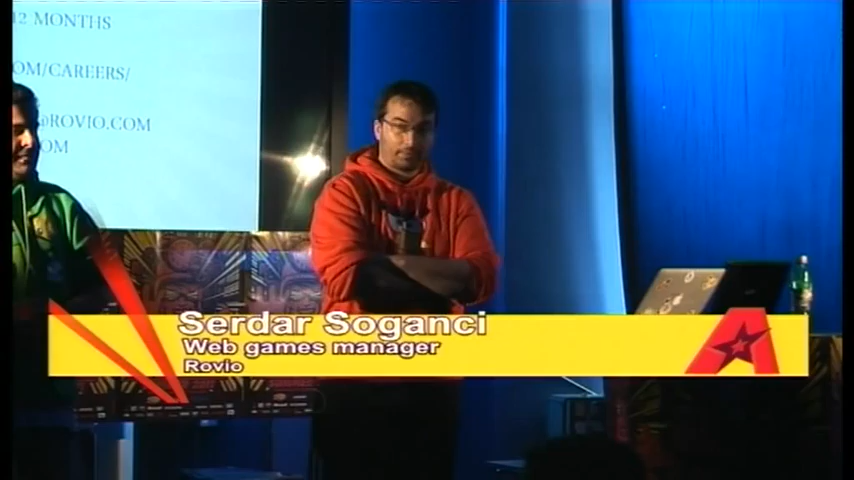 12 MONTHS
OM/CAREERS/
@ROVIO.COM
OM
Serdar Soganci
Web games manager
Rovio